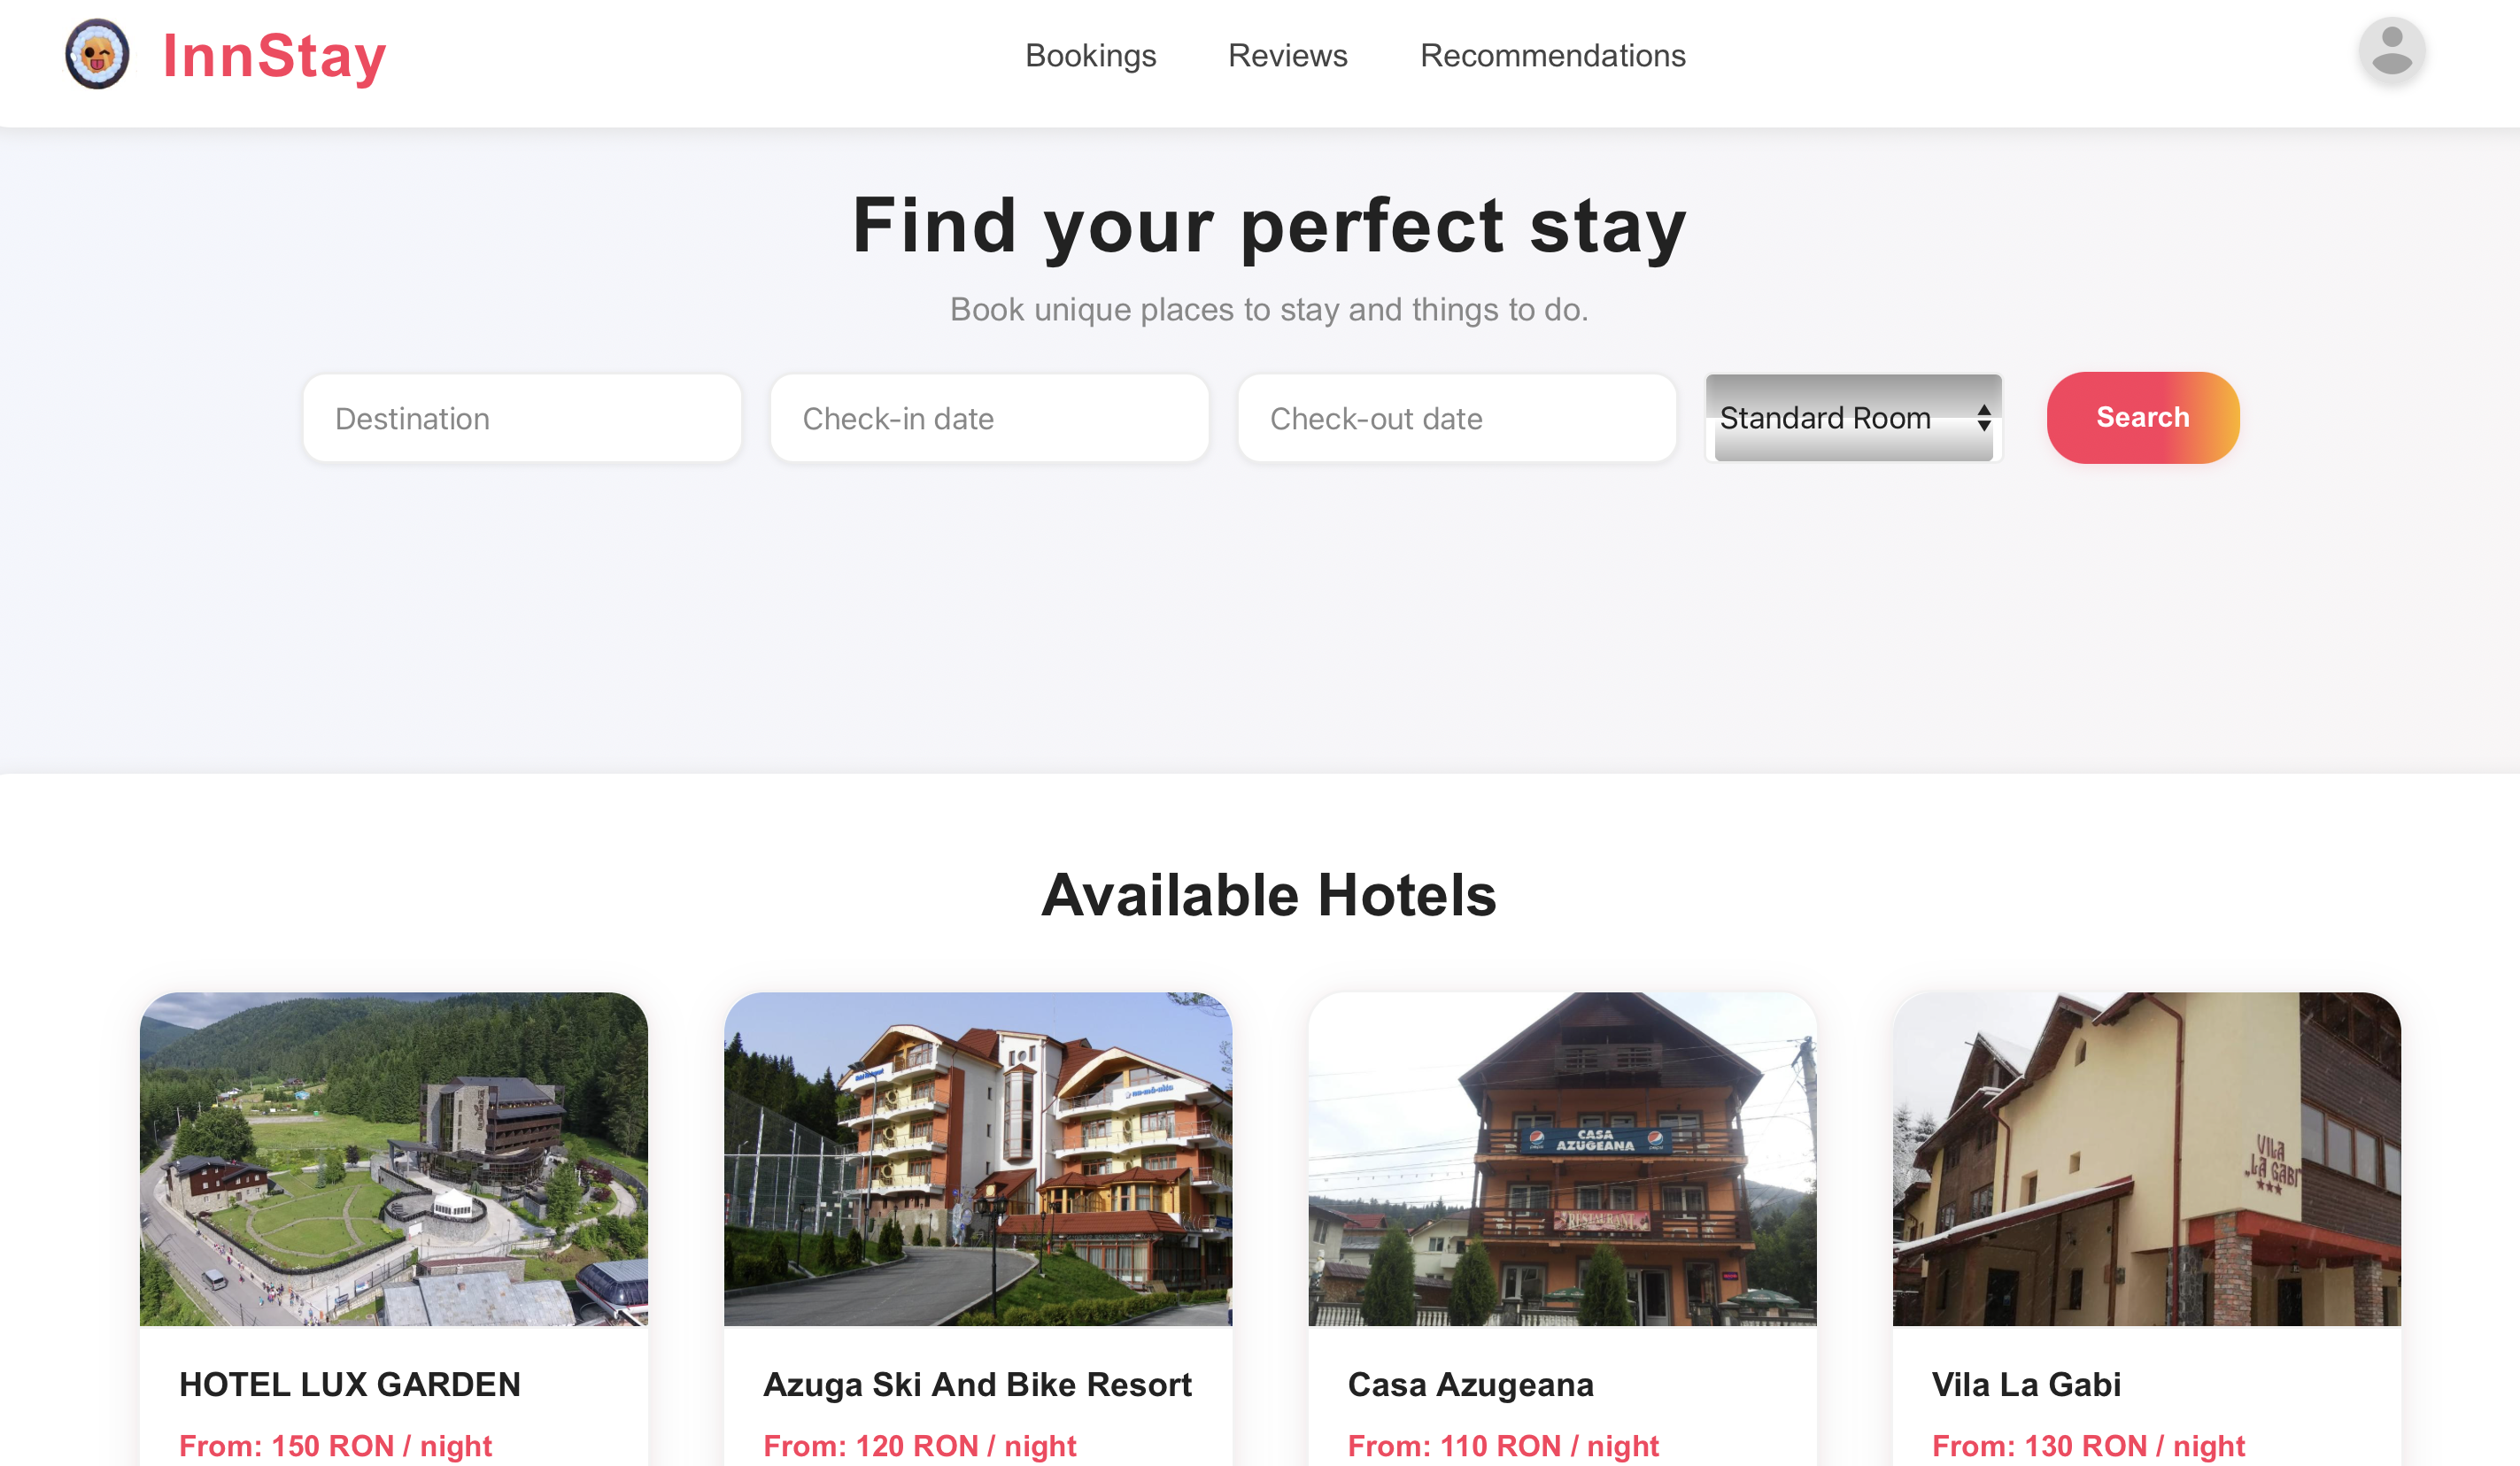 InnStay
Bookings Reviews Recommendations
Find your perfect stay
Book unique places to stay and things to do.
Destination Check-in date Check-out date Standard Room Search
Available Hotels
CASA
AZUGEANA
RESTAURANT
VILA
„LA GABI”
HOTEL LUX GARDEN Azuga Ski And Bike Resort Casa Azugeana Vila La Gabi
From: 150 RON / night From: 120 RON / night From: 110 RON / night From: 130 RON / night